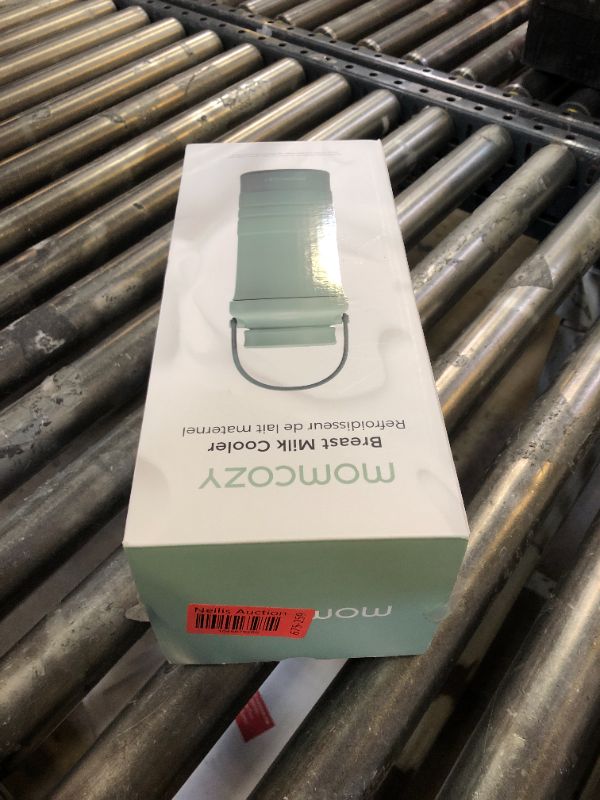 momcozy
Breast Milk Cooler
Refroidisseur de lait maternel
mom
Nellis Auction